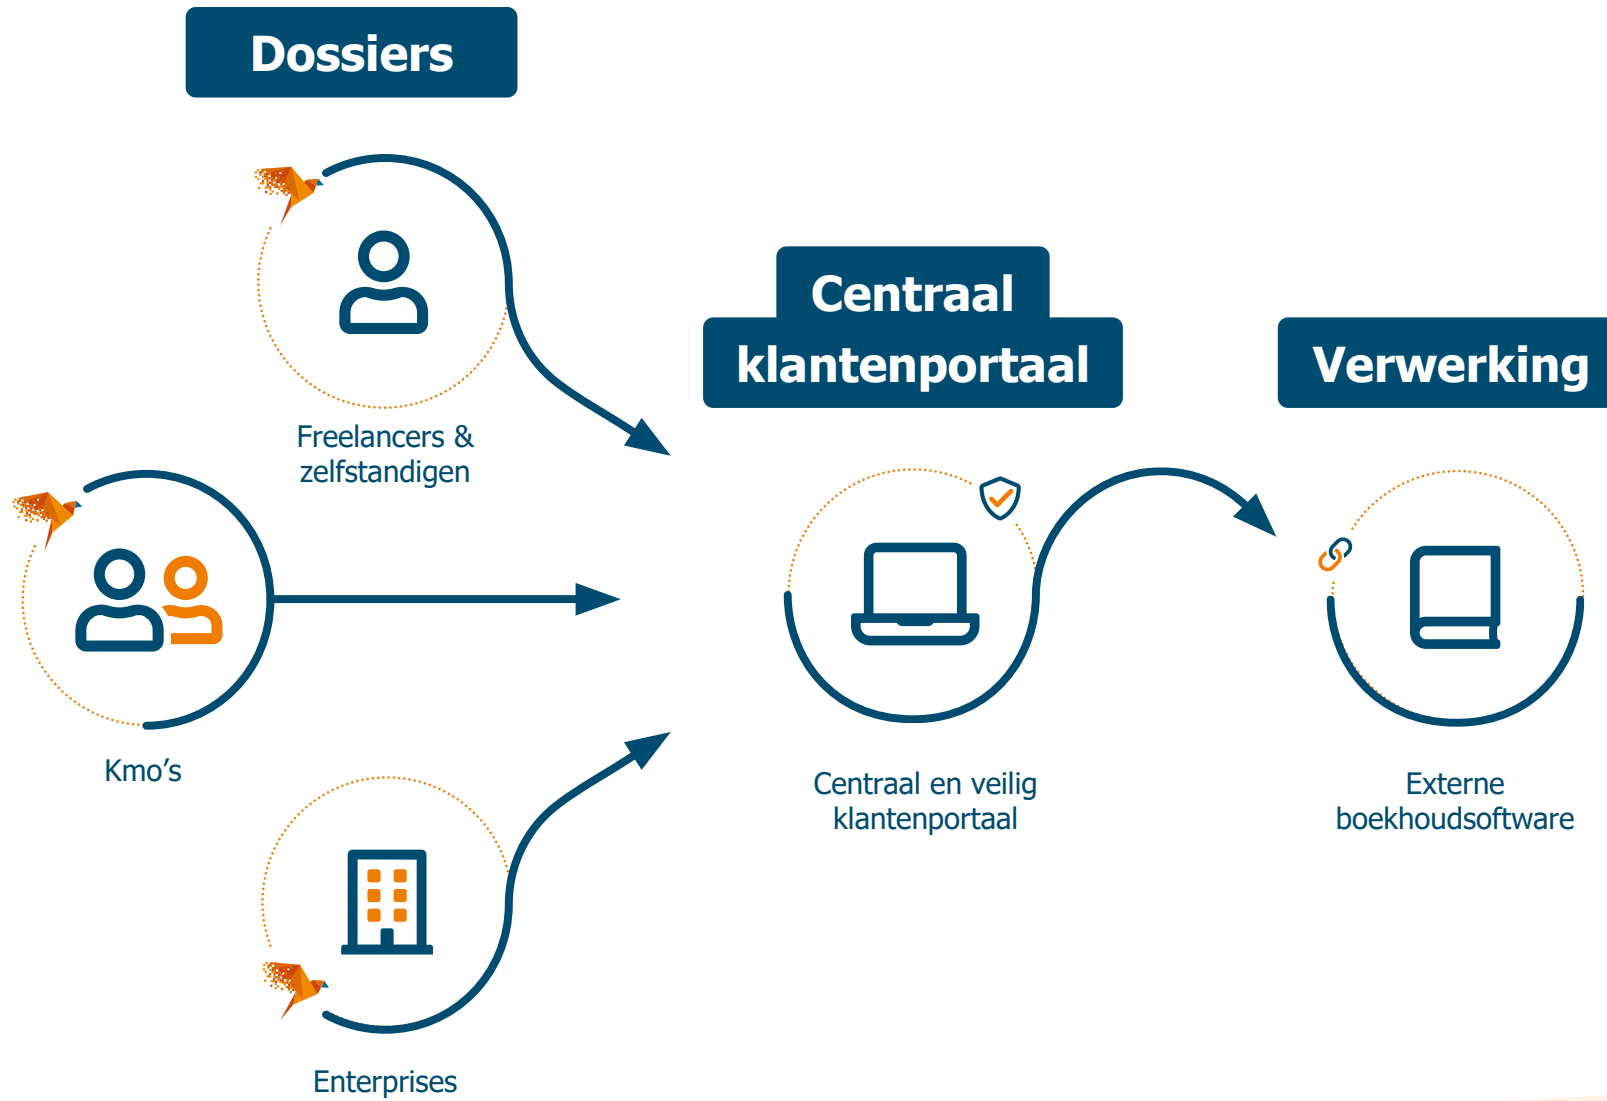 Dossiers
Freelancers &
zelfstandigen
Kmo’s
Enterprises
Centraal
klantenportaal
Centraal en veilig
klantenportaal
Verwerking
Externe
boekhoudsoftware